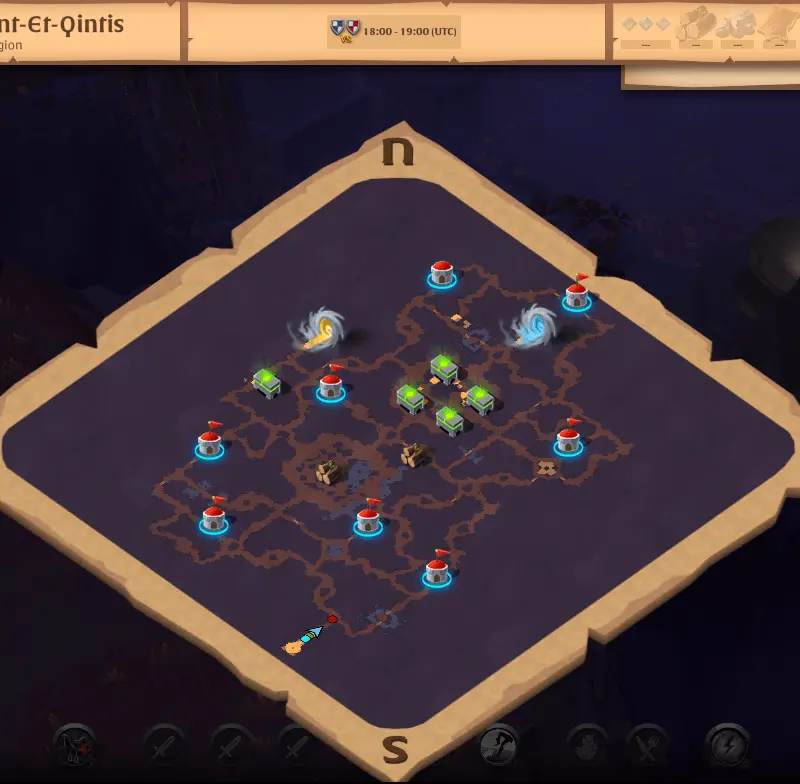 nt-Et-Qintis
gion
18:00 - 19:00 (UTC)
--
--
--
--
N
S